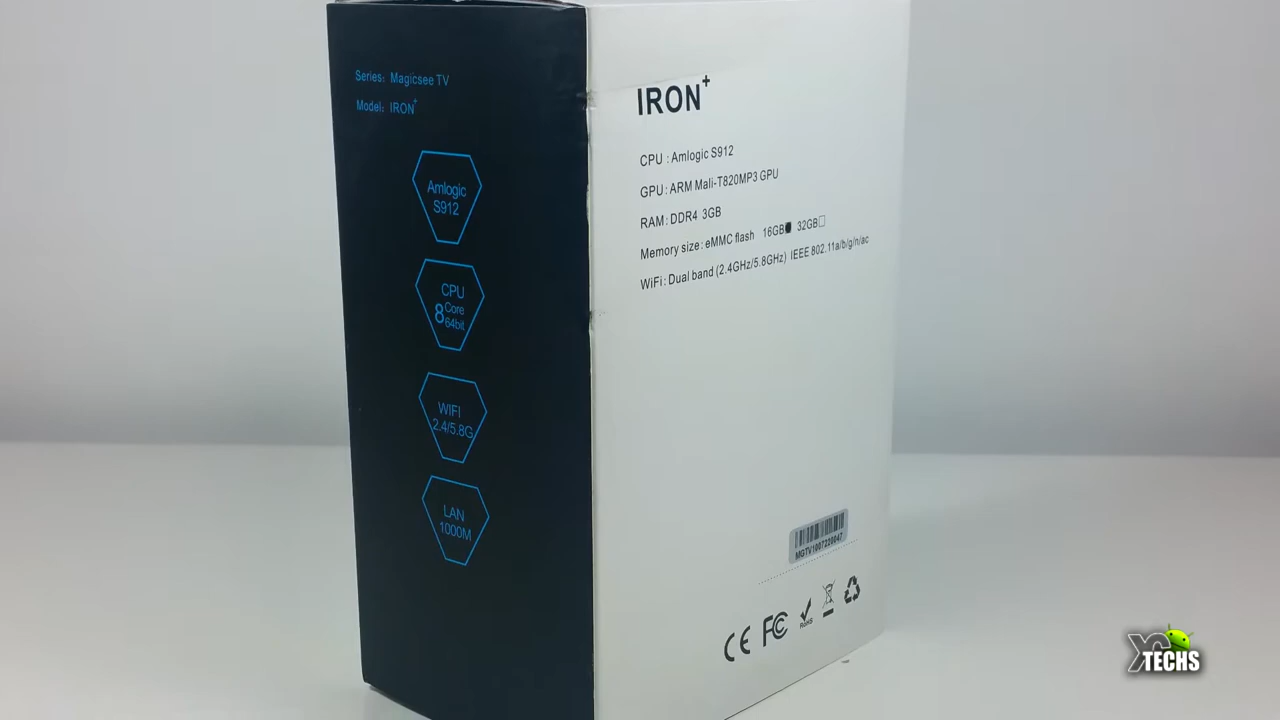 Series: Magicsee TV
Model: IRON+
Amlogic
S912
CPU
8 Core
64bit
WIFI
2.4/5.8G
LAN
1000M
IRON+
CPU : Amlogic S912
GPU : ARM Mali-T820MP3 GPU
RAM : DDR4 3GB
Memory size : eMMC flash 16GB■ 32GB□
WiFi : Dual band (2.4GHz/5.8GHz) IEEE 802.11a/b/g/n/ac
MGTV1807220047
CE FC ROHS
TECHS